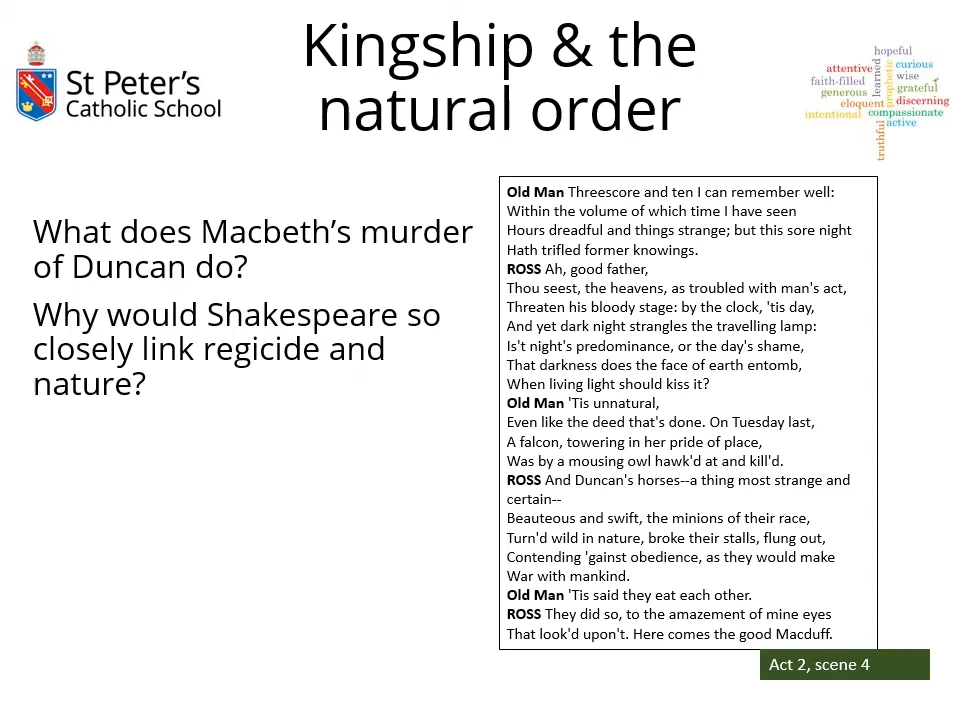 Kingship & the
natural order
St Peter's
Catholic School
hopeful
attentive
curious
learned
prophetic
faith-filled
wise
generous
grateful
eloquent
discerning
intentional
compassionate
active
truthful
What does Macbeth's murder
of Duncan do?
Why would Shakespeare so
closely link regicide and
nature?
Old Man Threescore and ten I can remember well:
Within the volume of which time I have seen
Hours dreadful and things strange; but this sore night
Hath trifled former knowings.
ROSS Ah, good father,
Thou seest, the heavens, as troubled with man's act,
Threaten his bloody stage: by the clock, 'tis day,
And yet dark night strangles the travelling lamp:
Is't night's predominance, or the day's shame,
That darkness does the face of earth entomb,
When living light should kiss it?
Old Man 'Tis unnatural,
Even like the deed that's done. On Tuesday last,
A falcon, towering in her pride of place,
Was by a mousing owl hawk'd at and kill'd.
ROSS And Duncan's horses--a thing most strange and
certain--
Beauteous and swift, the minions of their race,
Turn'd wild in nature, broke their stalls, flung out,
Contending 'gainst obedience, as they would make
War with mankind.
Old Man 'Tis said they eat each other.
ROSS They did so, to the amazement of mine eyes
That look'd upon't. Here comes the good Macduff.
Act 2, scene 4